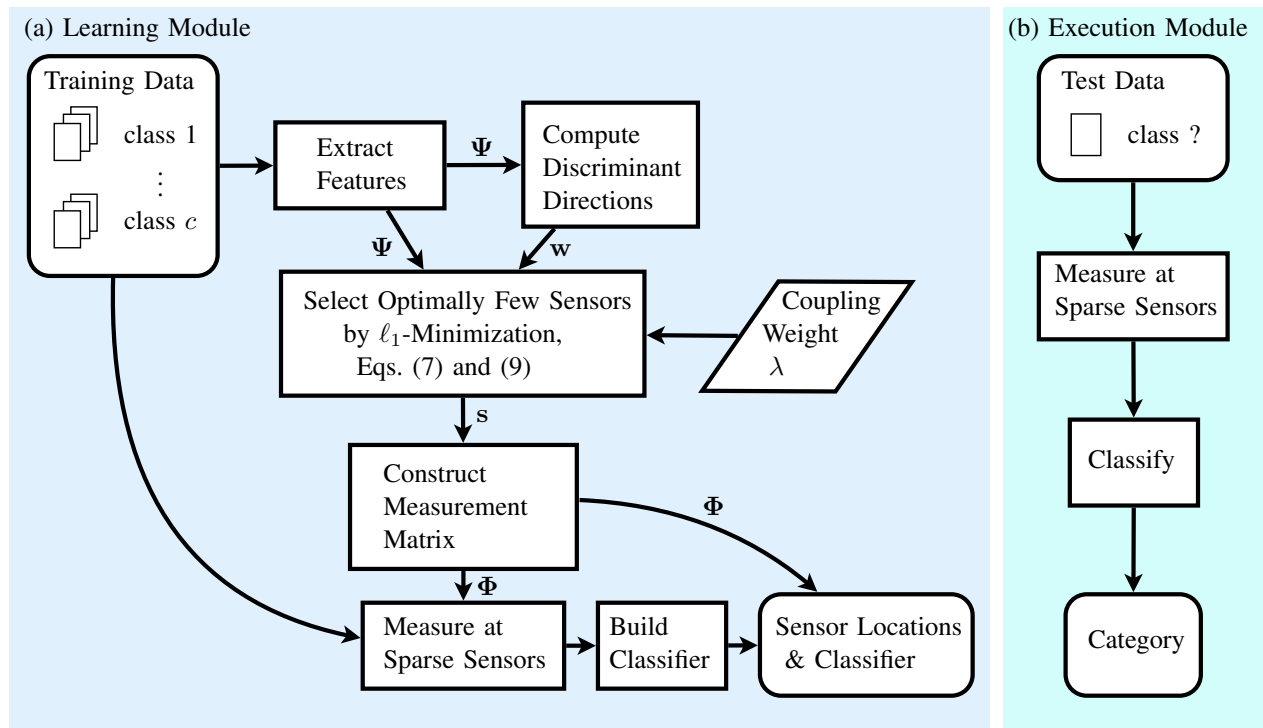 (a) Learning Module
Training Data
class 1
⋮
class c
Extract
Features
Ψ
Compute
Discriminant
Directions
Ψ
w
Select Optimally Few Sensors
by ℓ₁-Minimization,
Eqs. (7) and (9)
Coupling
Weight
λ
s
Construct
Measurement
Matrix
Φ
Φ
Measure at
Sparse Sensors
Build
Classifier
Sensor Locations
& Classifier
(b) Execution Module
Test Data
class ?
Measure at
Sparse Sensors
Classify
Category